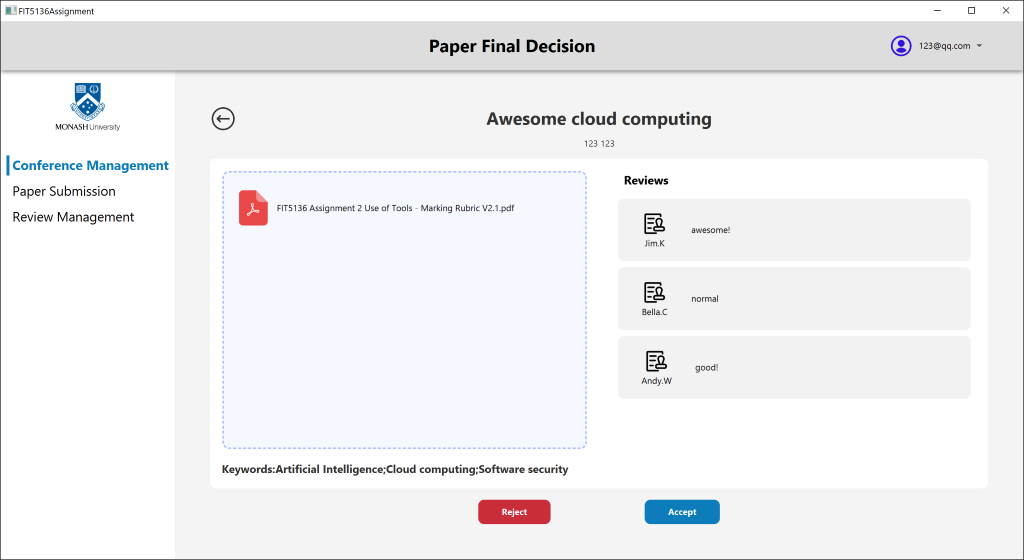 FIT5136Assignment
Paper Final Decision
123@qq.com
MONASH University
Conference Management
Paper Submission
Review Management
Awesome cloud computing
123 123
FIT5136 Assignment 2 Use of Tools - Marking Rubric V2.1.pdf
Keywords:Artificial Intelligence;Cloud computing;Software security
Reviews
Jim.K
awesome!
Bella.C
normal
Andy.W
good!
Reject
Accept